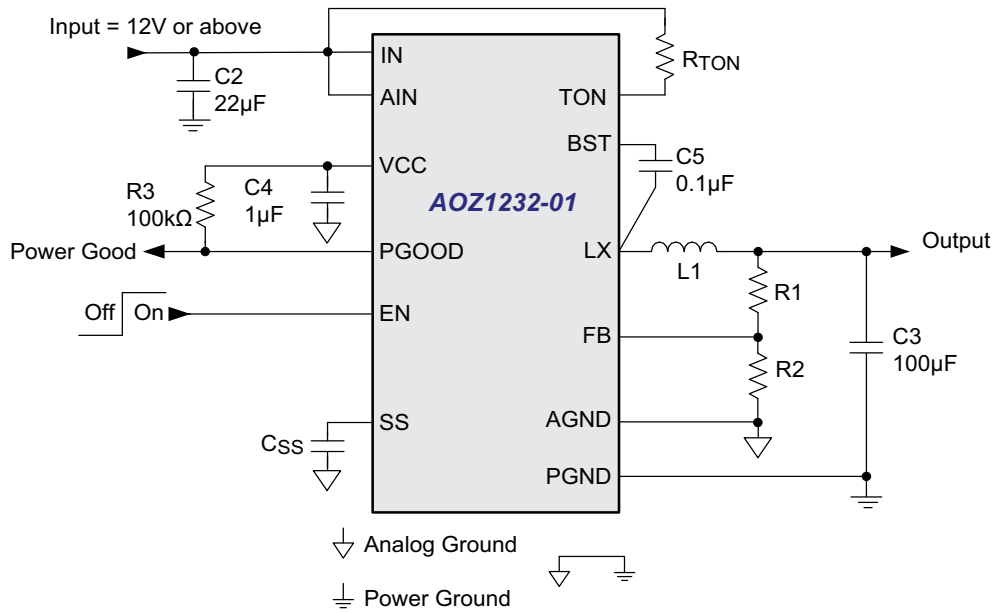 Input = 12V or above
C2
22µF
IN
AIN
RTON
TON
BST
C5
0.1µF
VCC
R3
100kΩ
C4
1µF
AOZ1232-01
Power Good
PGOOD
LX
L1
Output
Off
On
EN
R1
FB
C3
100µF
R2
SS
CSS
AGND
PGND
Analog Ground
Power Ground